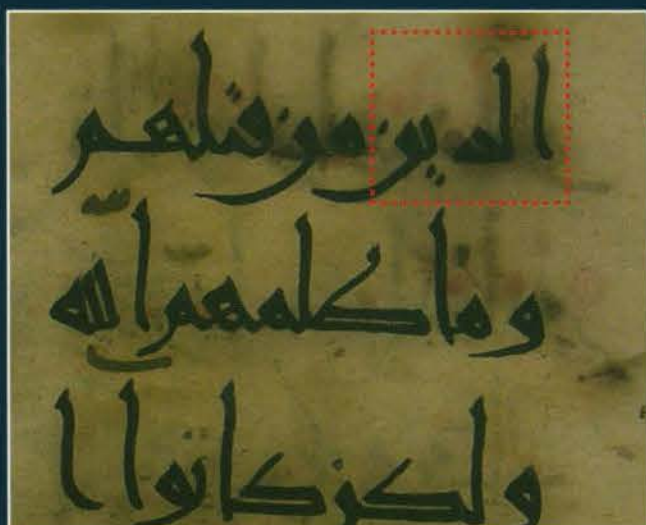 الذين من قبلهم
وما ظلمهم الله
ولكن كانوا ا